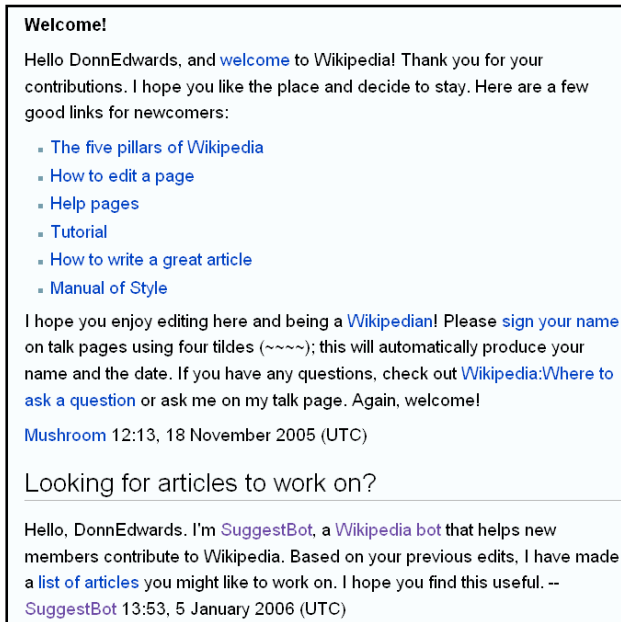 Welcome!
Hello DonnEdwards, and welcome to Wikipedia! Thank you for your
contributions. I hope you like the place and decide to stay. Here are a few
good links for newcomers:
The five pillars of Wikipedia
How to edit a page
Help pages
Tutorial
How to write a great article
Manual of Style
I hope you enjoy editing here and being a Wikipedian! Please sign your name
on talk pages using four tildes (~~~~); this will automatically produce your
name and the date. If you have any questions, check out Wikipedia:Where to
ask a question or ask me on my talk page. Again, welcome!
Mushroom 12:13, 18 November 2005 (UTC)
Looking for articles to work on?
Hello, DonnEdwards. I'm SuggestBot, a Wikipedia bot that helps new
members contribute to Wikipedia. Based on your previous edits, I have made
a list of articles you might like to work on. I hope you find this useful. --
SuggestBot 13:53, 5 January 2006 (UTC)